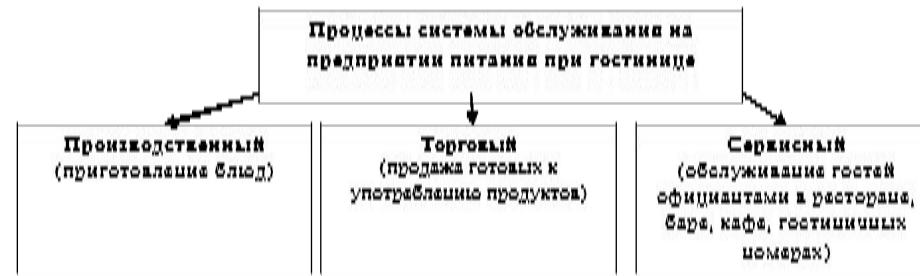 Процессы системы обслуживания на
предприятии питания при гостинице
Производственный
(приготовление блюд)
Торговый
(продажа готовых к
употреблению продуктов)
Сервисный
(обслуживание гостей
официантами в ресторане,
баре, кафе, гостиничных
номерах)